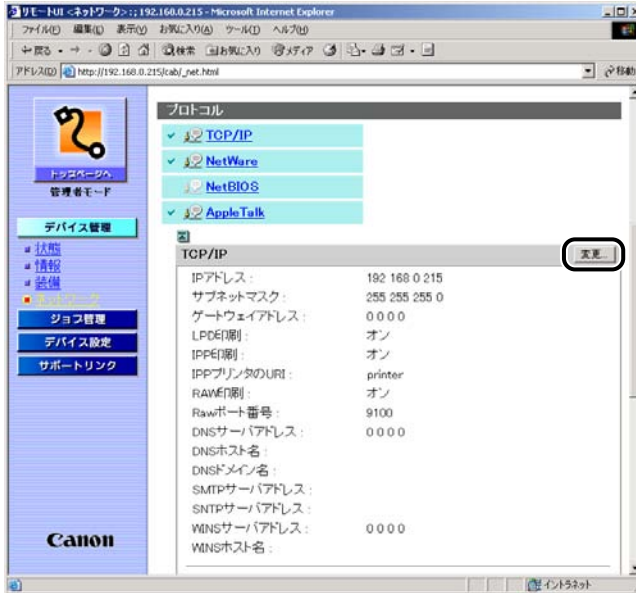 リモートUI <ネットワーク> : ; 192.168.0.215 - Microsoft Internet Explorer
ファイル(F) 編集(E) 表示(V) お気に入り(A) ツール(T) ヘルプ(H)
戻る 検索 お気に入り 履歴
アドレス(D) http://192.168.0.215/cab/_net.html 移動
トップページへ
管理者モード
デバイス管理
状態
情報
装備
ネットワーク
ジョブ管理
デバイス設定
サポートリンク
Canon
プロトコル
TCP/IP
NetWare
NetBIOS
AppleTalk
TCP/IP 変更...
IPアドレス : 192.168.0.215
サブネットマスク : 255.255.255.0
ゲートウェイアドレス : 0.0.0.0
LPD印刷 : オン
IPP印刷 : オン
IPPプリンタのURI : printer
RAW印刷 : オン
Rawポート番号 : 9100
DNSサーバアドレス : 0.0.0.0
DNSホスト名 :
DNSドメイン名 :
SMTPサーバアドレス :
SNTPサーバアドレス :
WINSサーバアドレス : 0.0.0.0
WINSホスト名 :
イントラネット